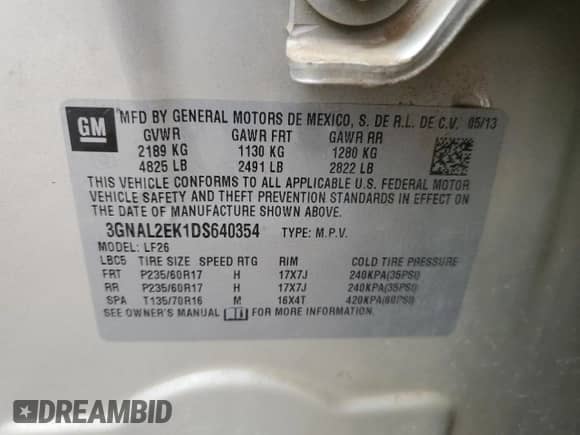 GM
MFD BY GENERAL MOTORS DE MEXICO, S. DE R.L. DE C.V. 05/13
GVWR GAWR FRT GAWR RR
2189 KG 1130 KG 1280 KG
4825 LB 2491 LB 2822 LB
THIS VEHICLE CONFORMS TO ALL APPLICABLE U.S. FEDERAL MOTOR
VEHICLE SAFETY AND THEFT PREVENTION STANDARDS IN EFFECT ON
THE DATE OF MANUFACTURE SHOWN ABOVE.
3GNAL2EK1DS640354 TYPE: M.P.V.
MODEL: LF26
LBC5 TIRE SIZE SPEED RTG RIM COLD TIRE PRESSURE
FRT P235/60R17 H 17X7J 240KPA(35PSI)
RR P235/60R17 H 17X7J 240KPA(35PSI)
SPA T135/70R16 M 16X4T 420KPA(60PSI)
SEE OWNER'S MANUAL FOR MORE INFORMATION.
DREAMBID